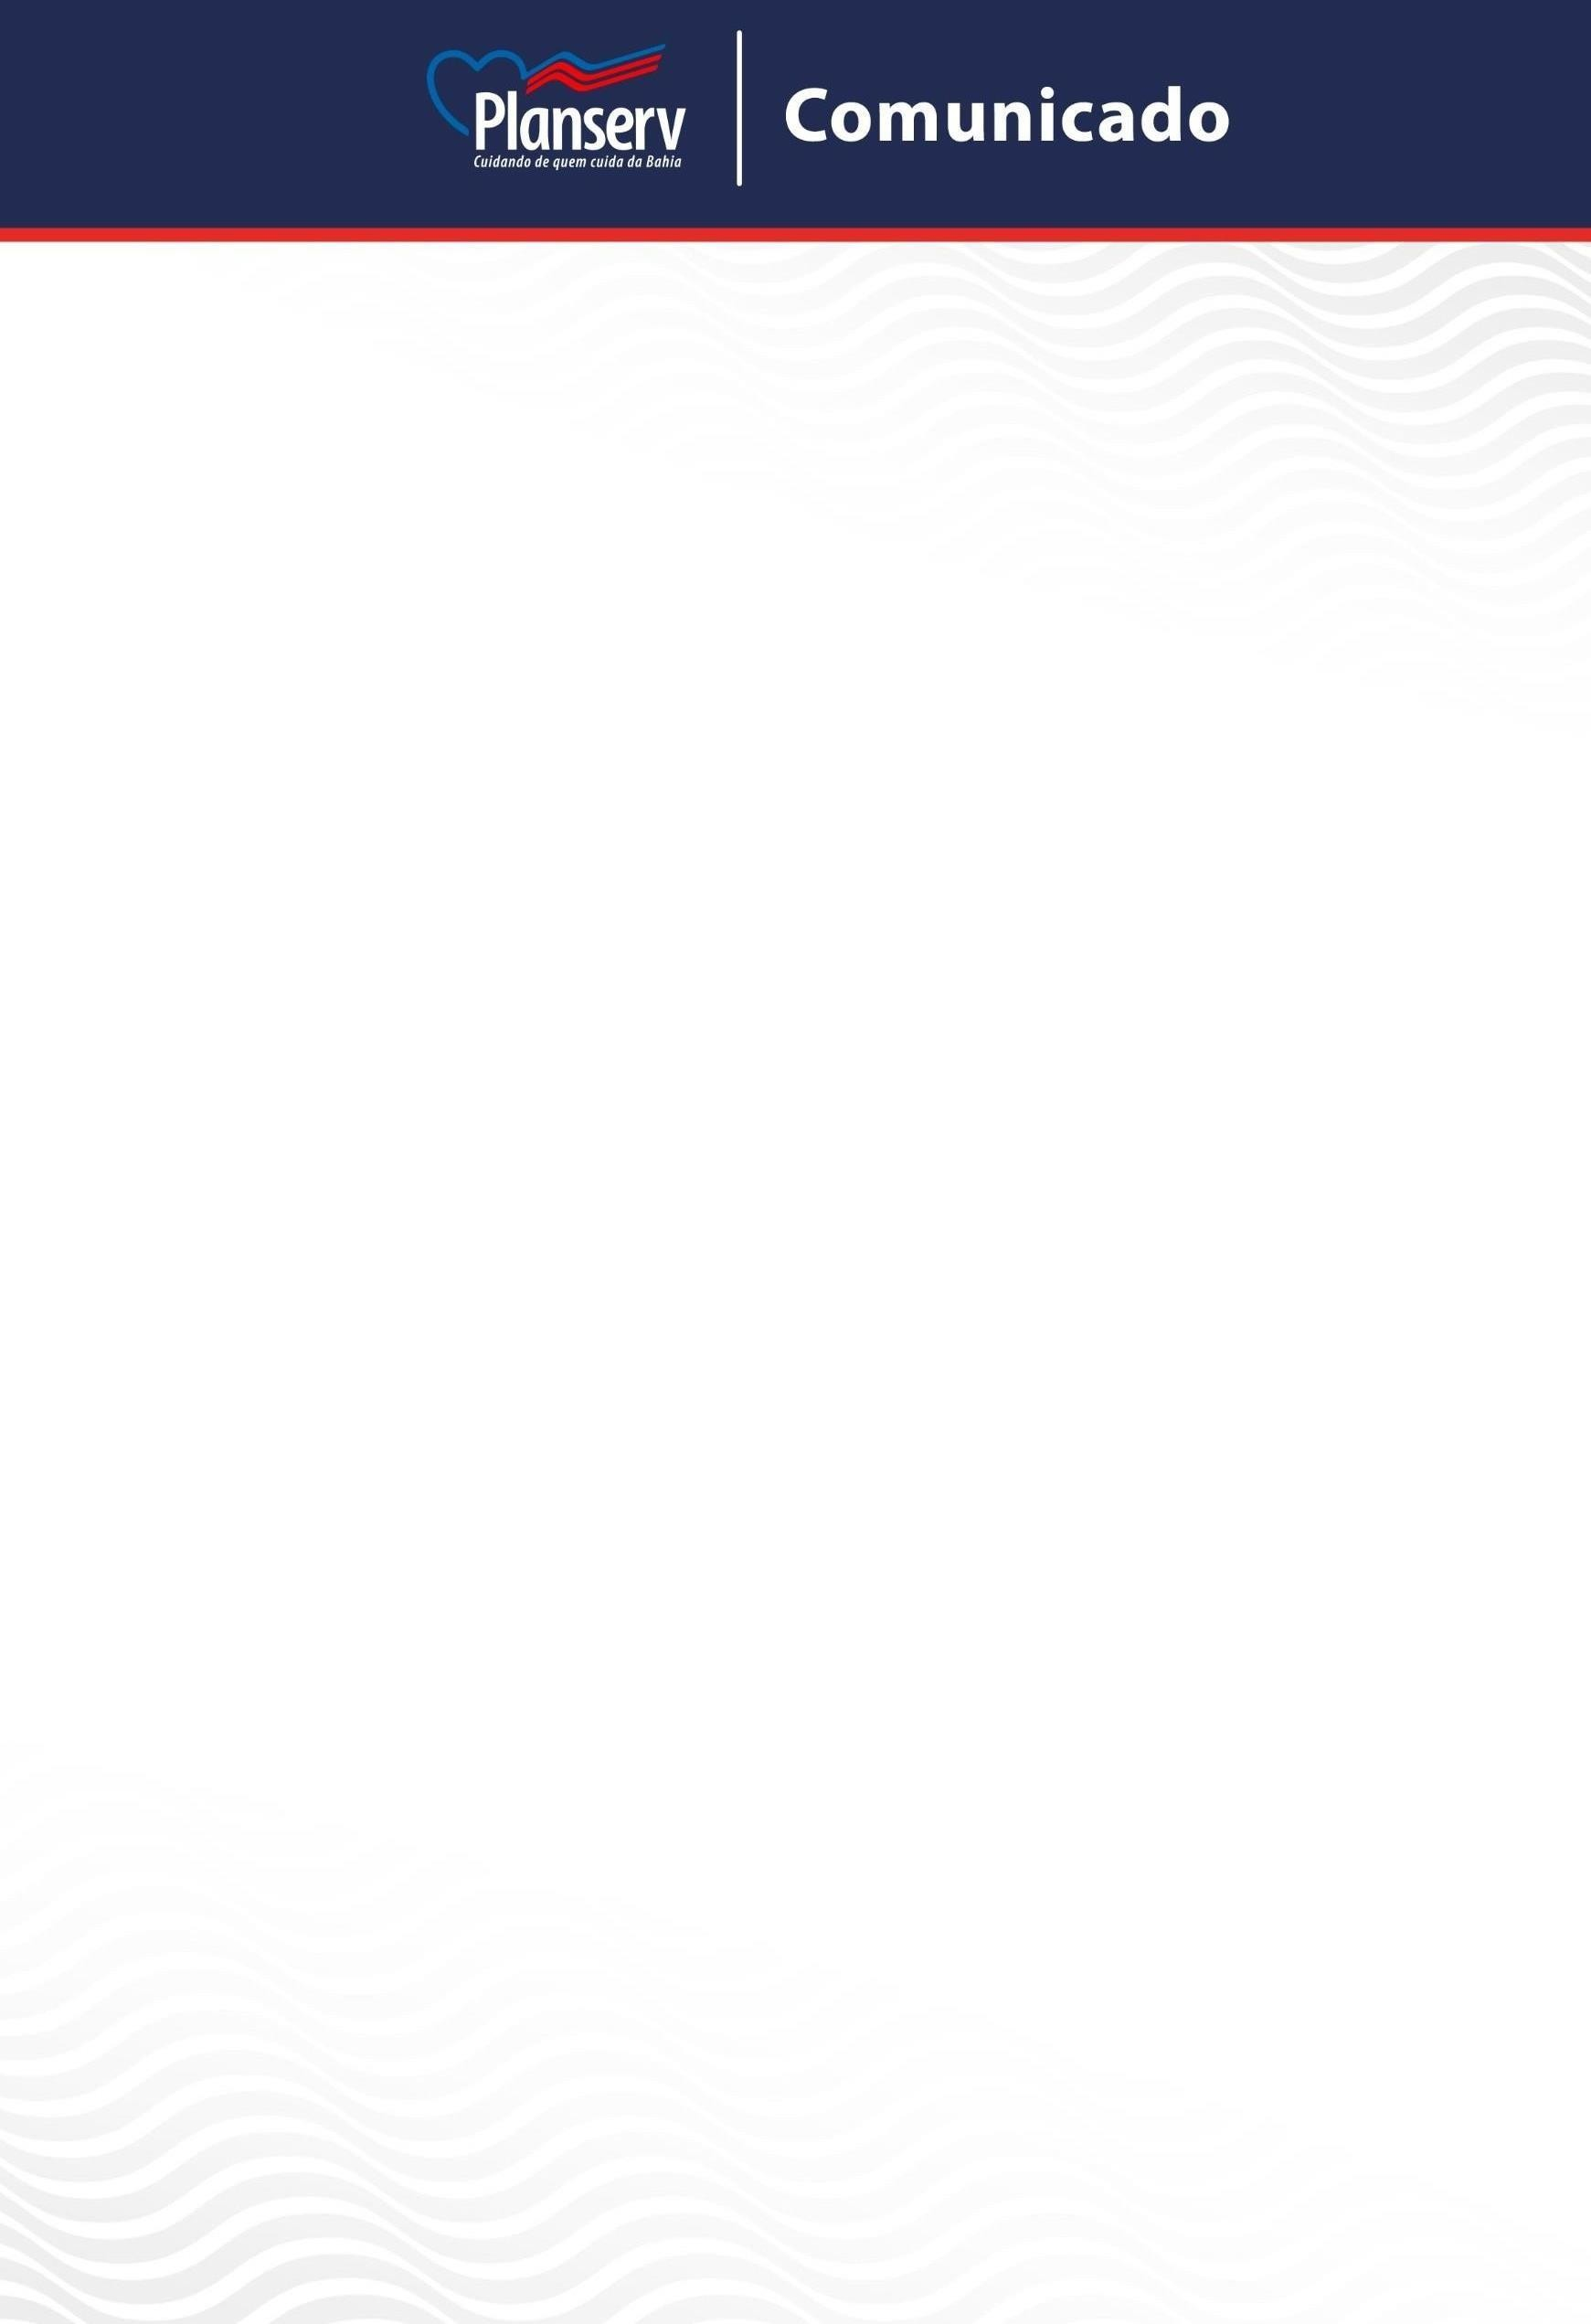 Planserv
Cuidando de quem cuida da Bahia
Comunicado